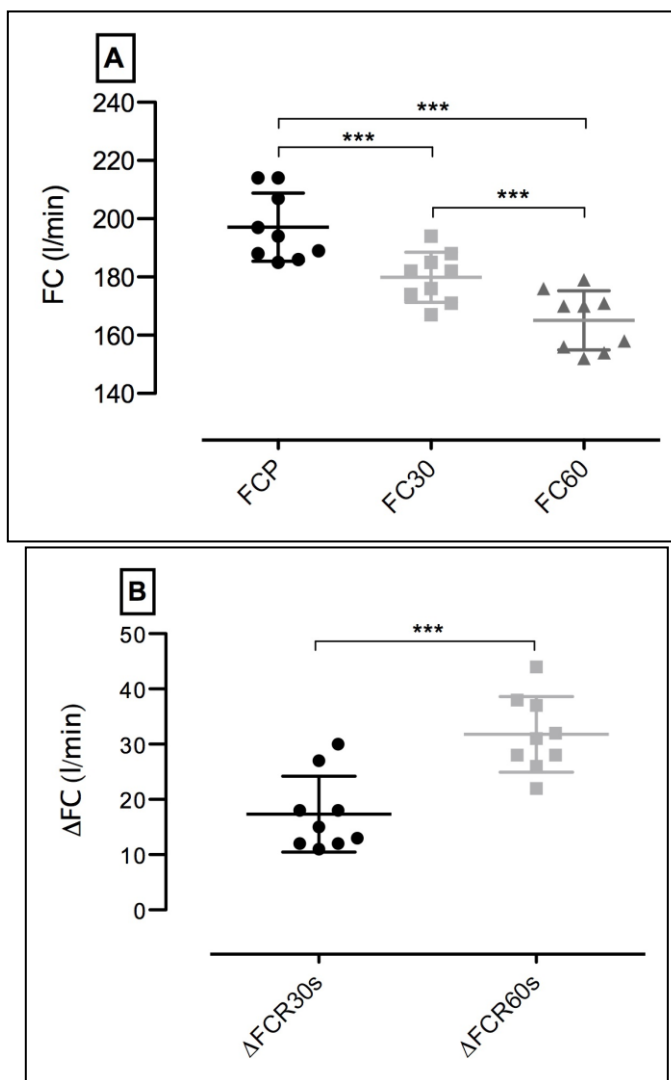 A
FC (l/min)
240
220
200
180
160
140
***
***
***
FCP
FC30
FC60
B
ΔFC (l/min)
50
40
30
20
10
0
***
ΔFCR30s
ΔFCR60s